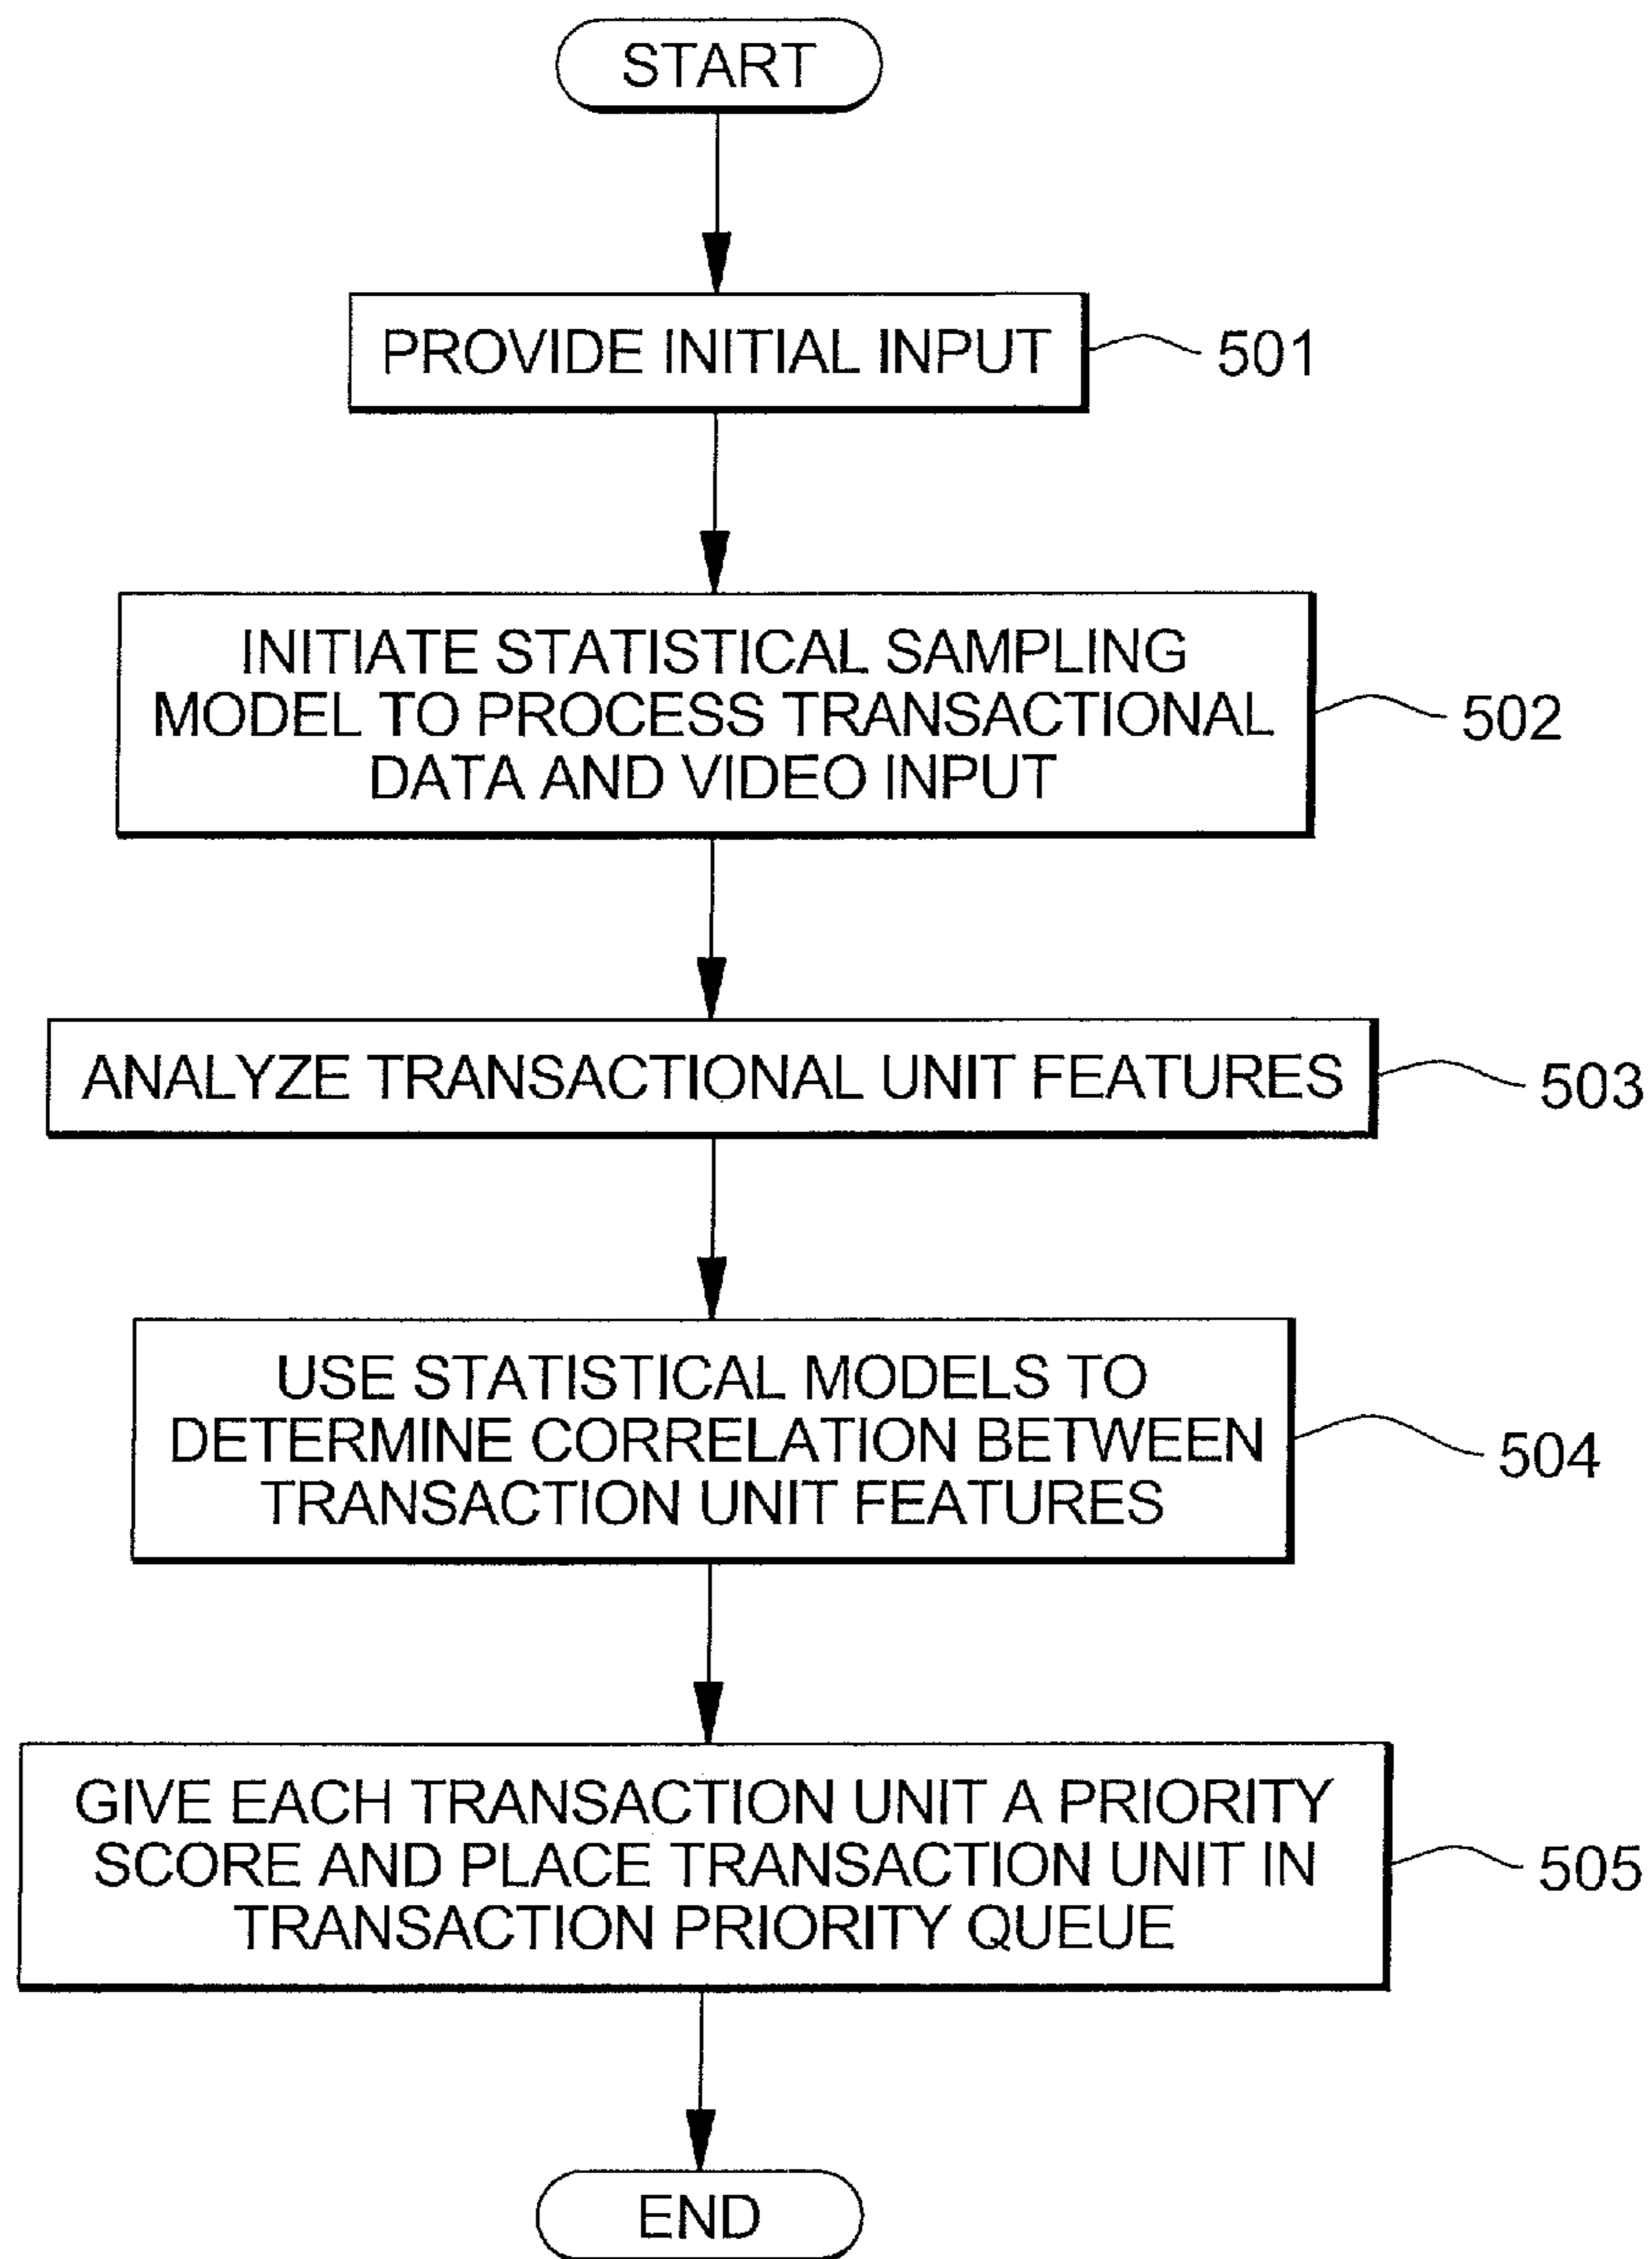 START
PROVIDE INITIAL INPUT
501
INITIATE STATISTICAL SAMPLING
MODEL TO PROCESS TRANSACTIONAL
DATA AND VIDEO INPUT
502
ANALYZE TRANSACTIONAL UNIT FEATURES
503
USE STATISTICAL MODELS TO
DETERMINE CORRELATION BETWEEN
TRANSACTION UNIT FEATURES
504
GIVE EACH TRANSACTION UNIT A PRIORITY
SCORE AND PLACE TRANSACTION UNIT IN
TRANSACTION PRIORITY QUEUE
505
END